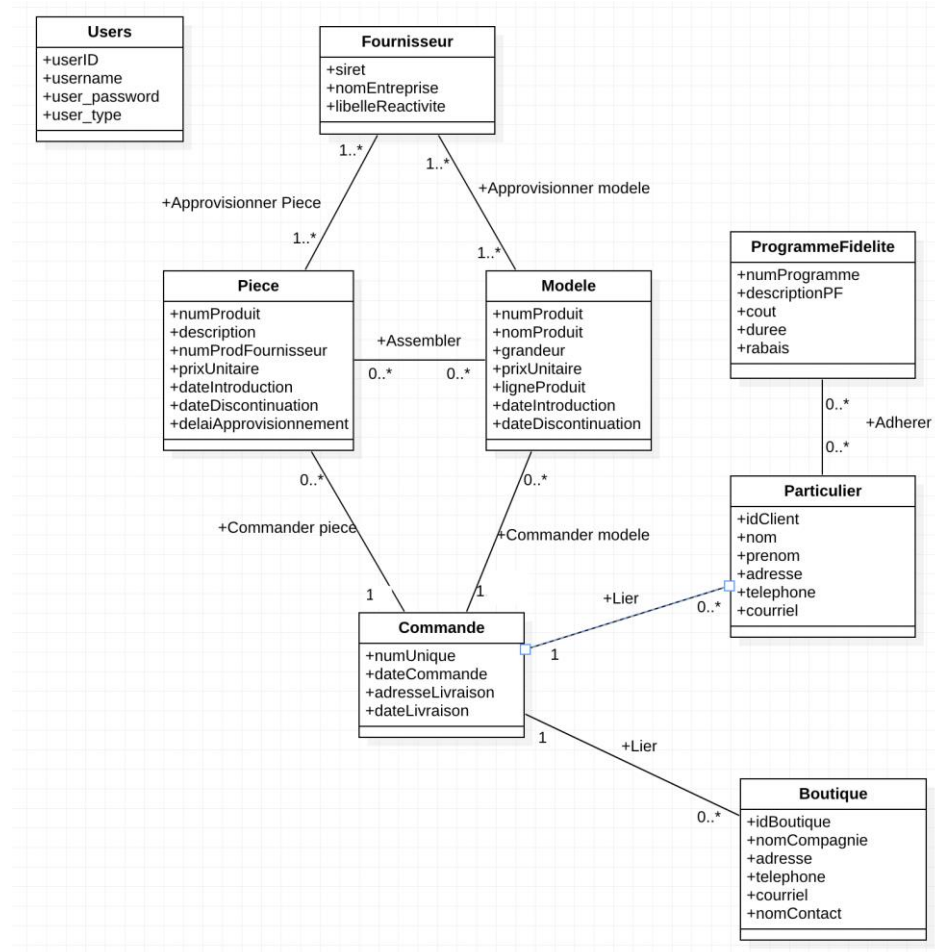 Users
+userID
+username
+user_password
+user_type
Fournisseur
+siret
+nomEntreprise
+libelleReactivite
1..*
1..*
+Approvisionner Piece
+Approvisionner modele
1..*
1..*
Piece
+numProduit
+description
+numProdFournisseur
+prixUnitaire
+dateIntroduction
+dateDiscontinuation
+delaiApprovisionnement
+Assembler
0..*
0..*
Modele
+numProduit
+nomProduit
+grandeur
+prixUnitaire
+ligneProduit
+dateIntroduction
+dateDiscontinuation
ProgrammeFidelite
+numProgramme
+descriptionPF
+cout
+duree
+rabais
0..*
+Adherer
0..*
Particulier
+idClient
+nom
+prenom
+adresse
+telephone
+courriel
0..*
0..*
+Commander piece
+Commander modele
1
1
Commande
+numUnique
+dateCommande
+adresseLivraison
+dateLivraison
+Lier
0..*
1
1
+Lier
0..*
Boutique
+idBoutique
+nomCompagnie
+adresse
+telephone
+courriel
+nomContact